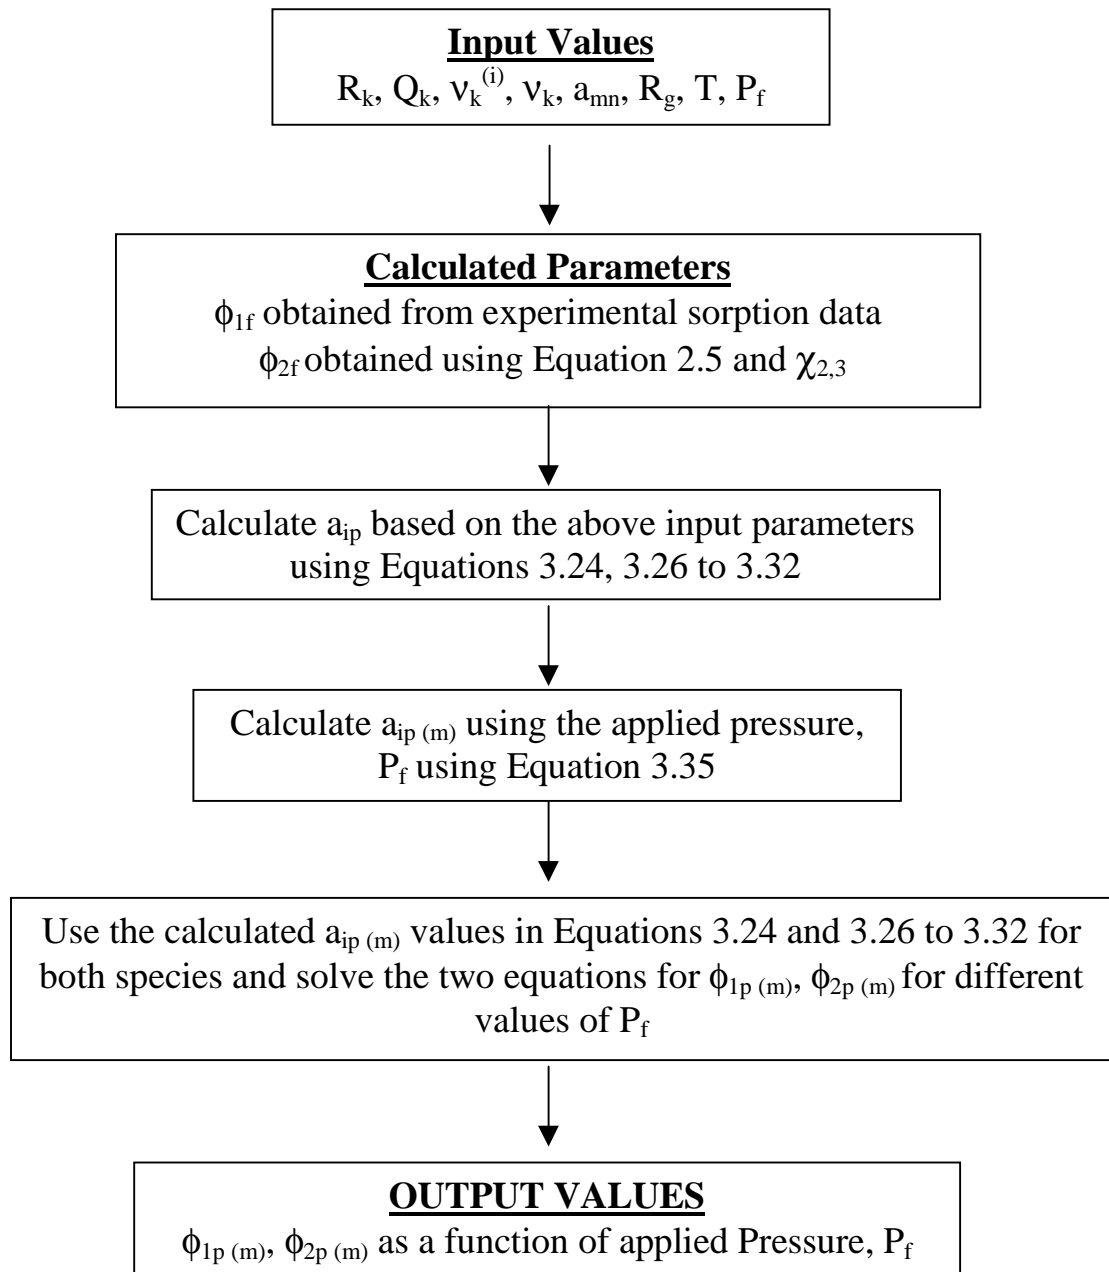 Input Values
R_k, Q_k, ν_k^(i), ν_k, a_mn, R_g, T, P_f
Calculated Parameters
ϕ_1f obtained from experimental sorption data
ϕ_2f obtained using Equation 2.5 and χ_2,3
Calculate a_ip based on the above input parameters
using Equations 3.24, 3.26 to 3.32
Calculate a_ip (m) using the applied pressure,
P_f using Equation 3.35
Use the calculated a_ip (m) values in Equations 3.24 and 3.26 to 3.32 for
both species and solve the two equations for ϕ_1p (m), ϕ_2p (m) for different
values of P_f
OUTPUT VALUES
ϕ_1p (m), ϕ_2p (m) as a function of applied Pressure, P_f